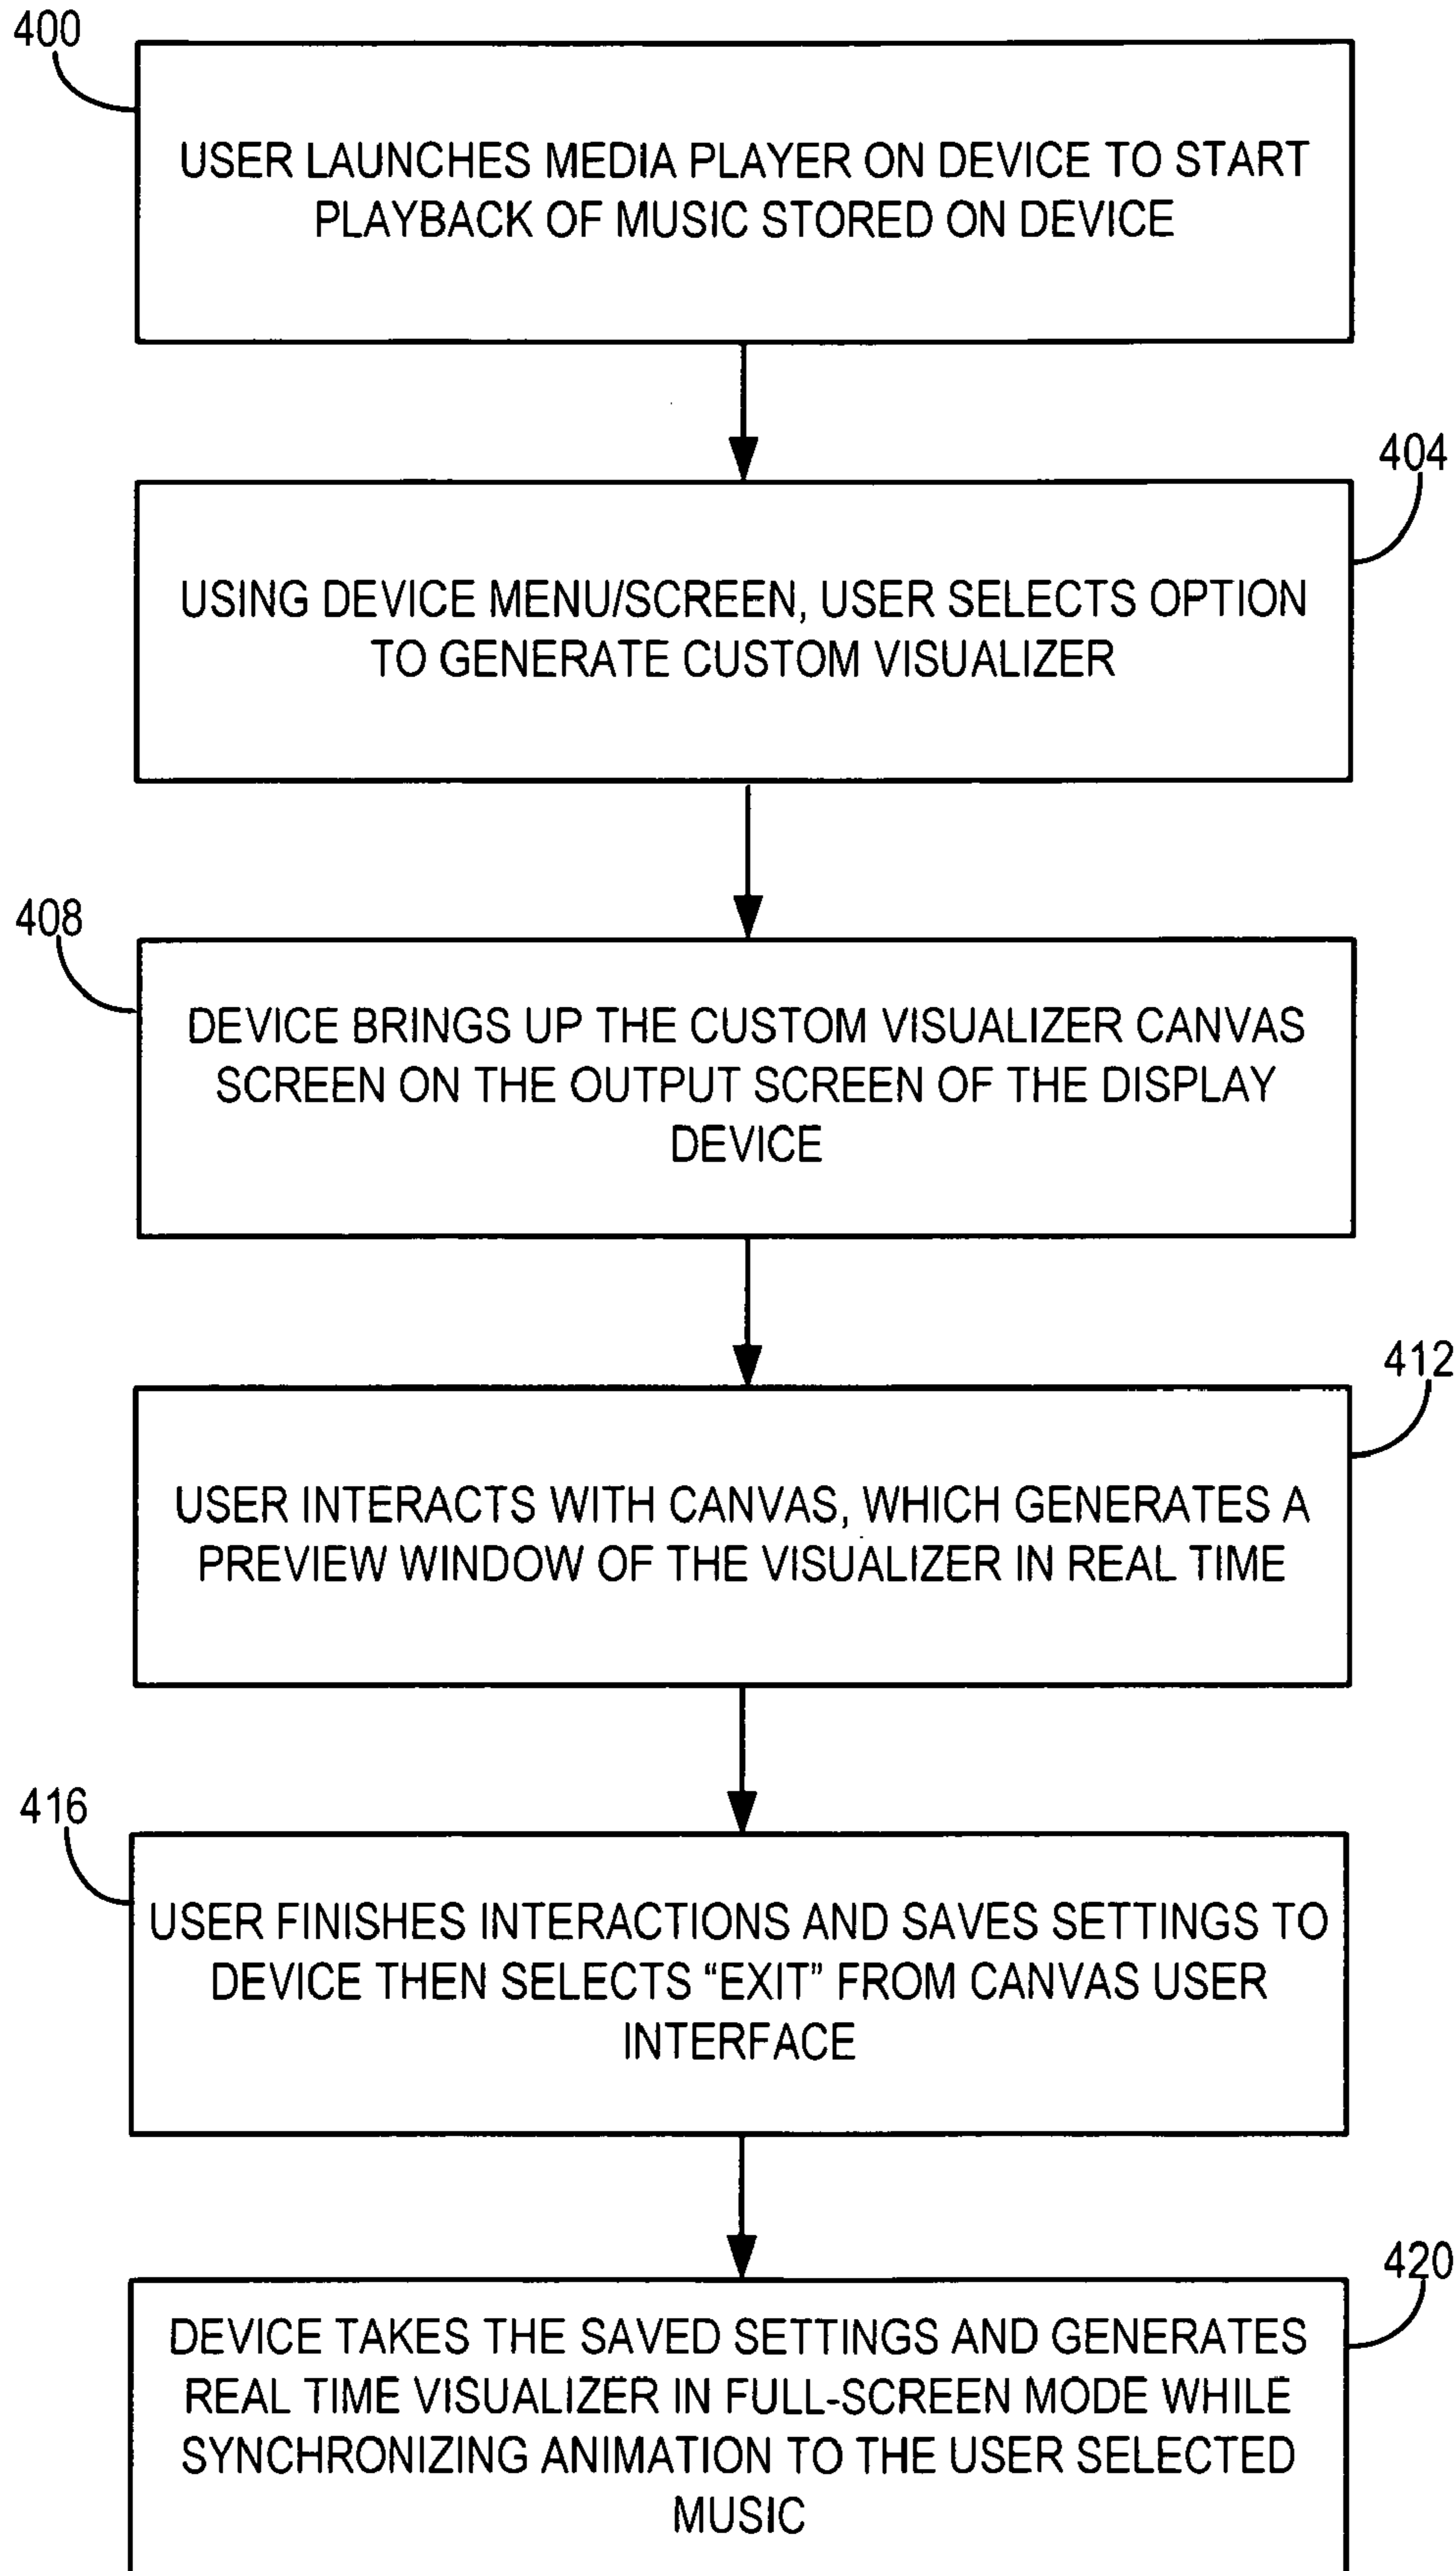 400
USER LAUNCHES MEDIA PLAYER ON DEVICE TO START
PLAYBACK OF MUSIC STORED ON DEVICE
404
USING DEVICE MENU/SCREEN, USER SELECTS OPTION
TO GENERATE CUSTOM VISUALIZER
408
DEVICE BRINGS UP THE CUSTOM VISUALIZER CANVAS
SCREEN ON THE OUTPUT SCREEN OF THE DISPLAY
DEVICE
412
USER INTERACTS WITH CANVAS, WHICH GENERATES A
PREVIEW WINDOW OF THE VISUALIZER IN REAL TIME
416
USER FINISHES INTERACTIONS AND SAVES SETTINGS TO
DEVICE THEN SELECTS “EXIT” FROM CANVAS USER
INTERFACE
420
DEVICE TAKES THE SAVED SETTINGS AND GENERATES
REAL TIME VISUALIZER IN FULL-SCREEN MODE WHILE
SYNCHRONIZING ANIMATION TO THE USER SELECTED
MUSIC